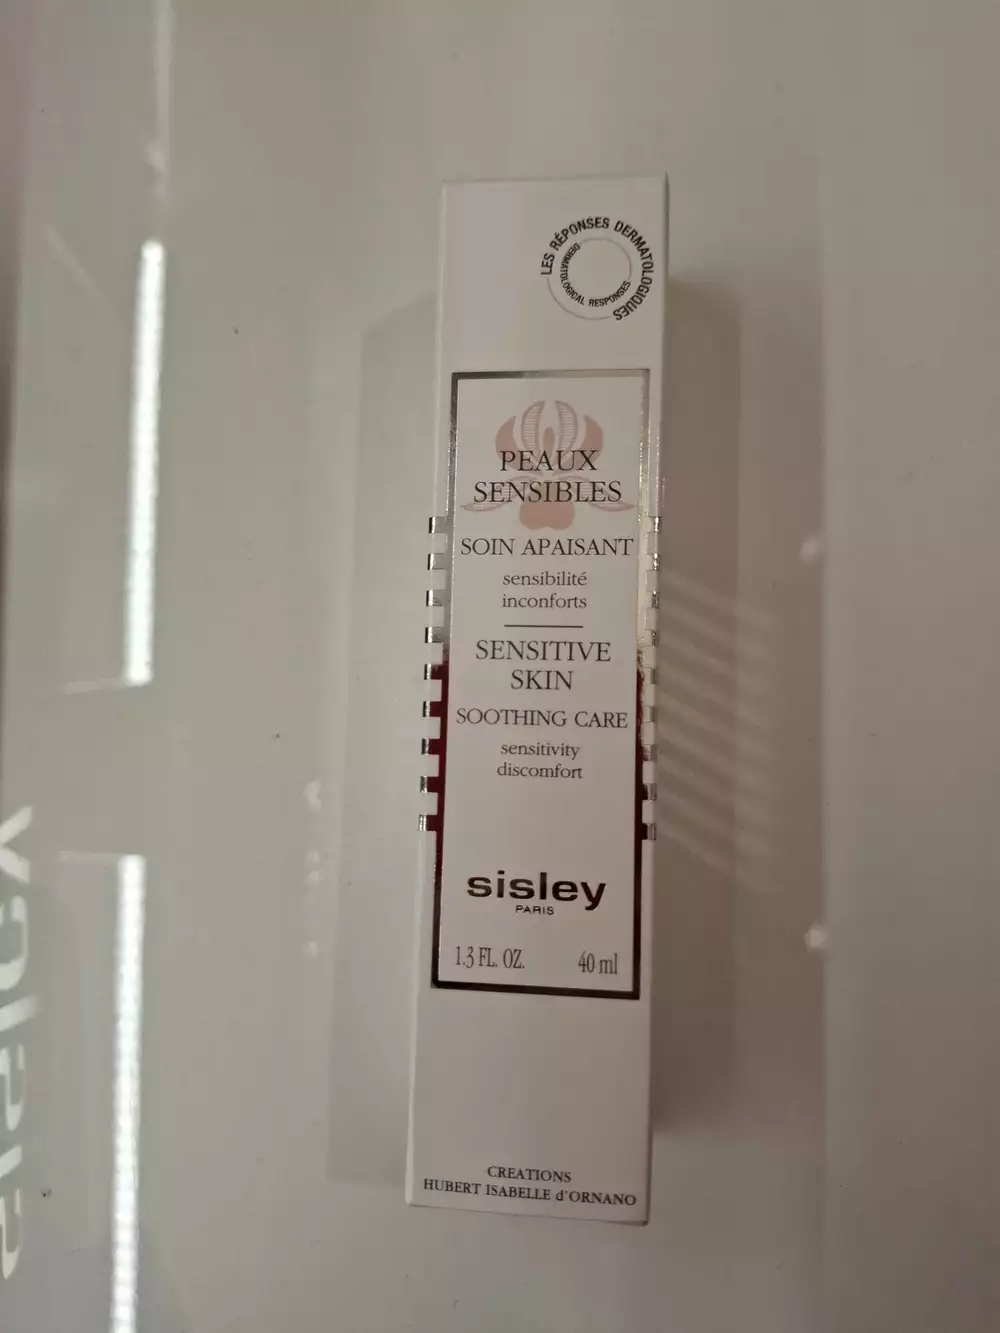 LES RÉPONSES DERMATOLOGIQUES
DERMATOLOGICAL RESPONSES
PEAUX
SENSIBLES
SOIN APAISANT
sensibilité
inconforts
SENSITIVE
SKIN
SOOTHING CARE
sensitivity
discomfort
sisley
PARIS
1.3 FL. OZ. 40 ml
CREATIONS
HUBERT ISABELLE d'ORNANO